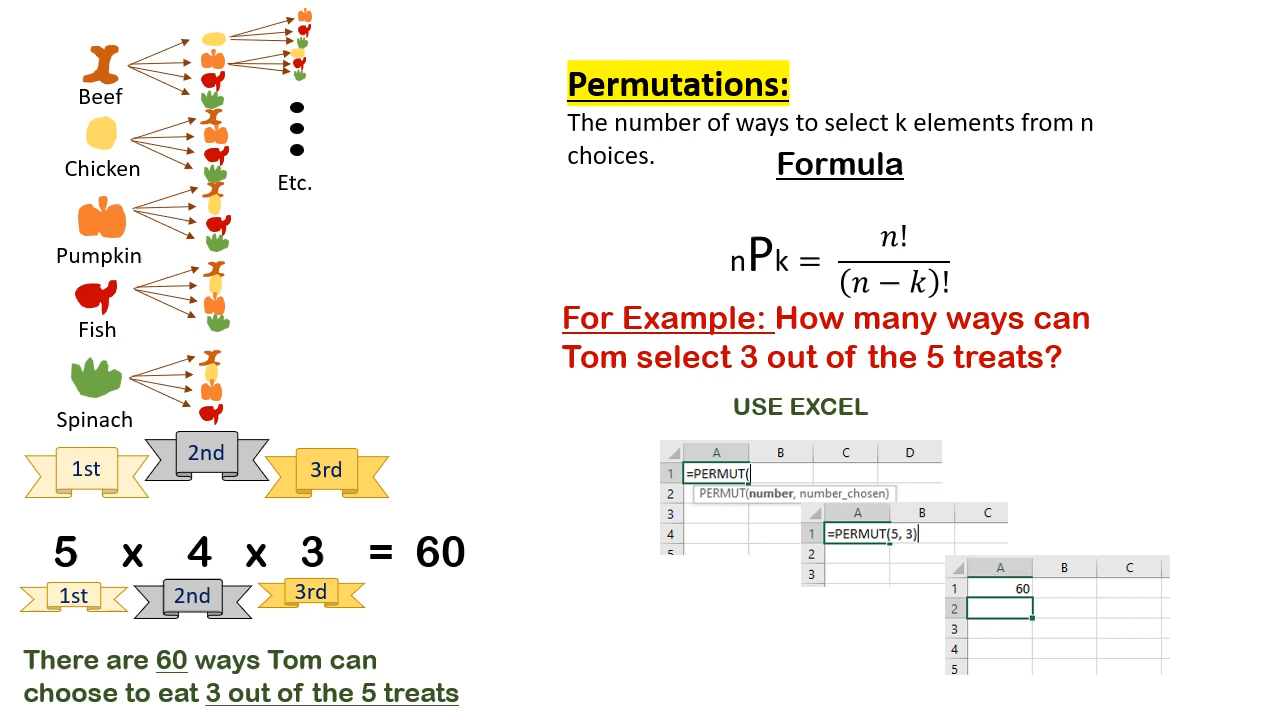 Beef
Chicken
Pumpkin
Fish
Spinach
Etc.
1st
2nd
3rd
5 x 4 x 3 = 60
1st
2nd
3rd
There are 60 ways Tom can
choose to eat 3 out of the 5 treats
Permutations:
The number of ways to select k elements from n
choices.
Formula
nPk = n! / (n − k)!
For Example: How many ways can
Tom select 3 out of the 5 treats?
USE EXCEL
A B C D
1 =PERMUT(
2 PERMUT(number, number_chosen)
3
4
5
A B C
1 =PERMUT(5, 3)
2
3
A B C
1 60
2
3
4
5